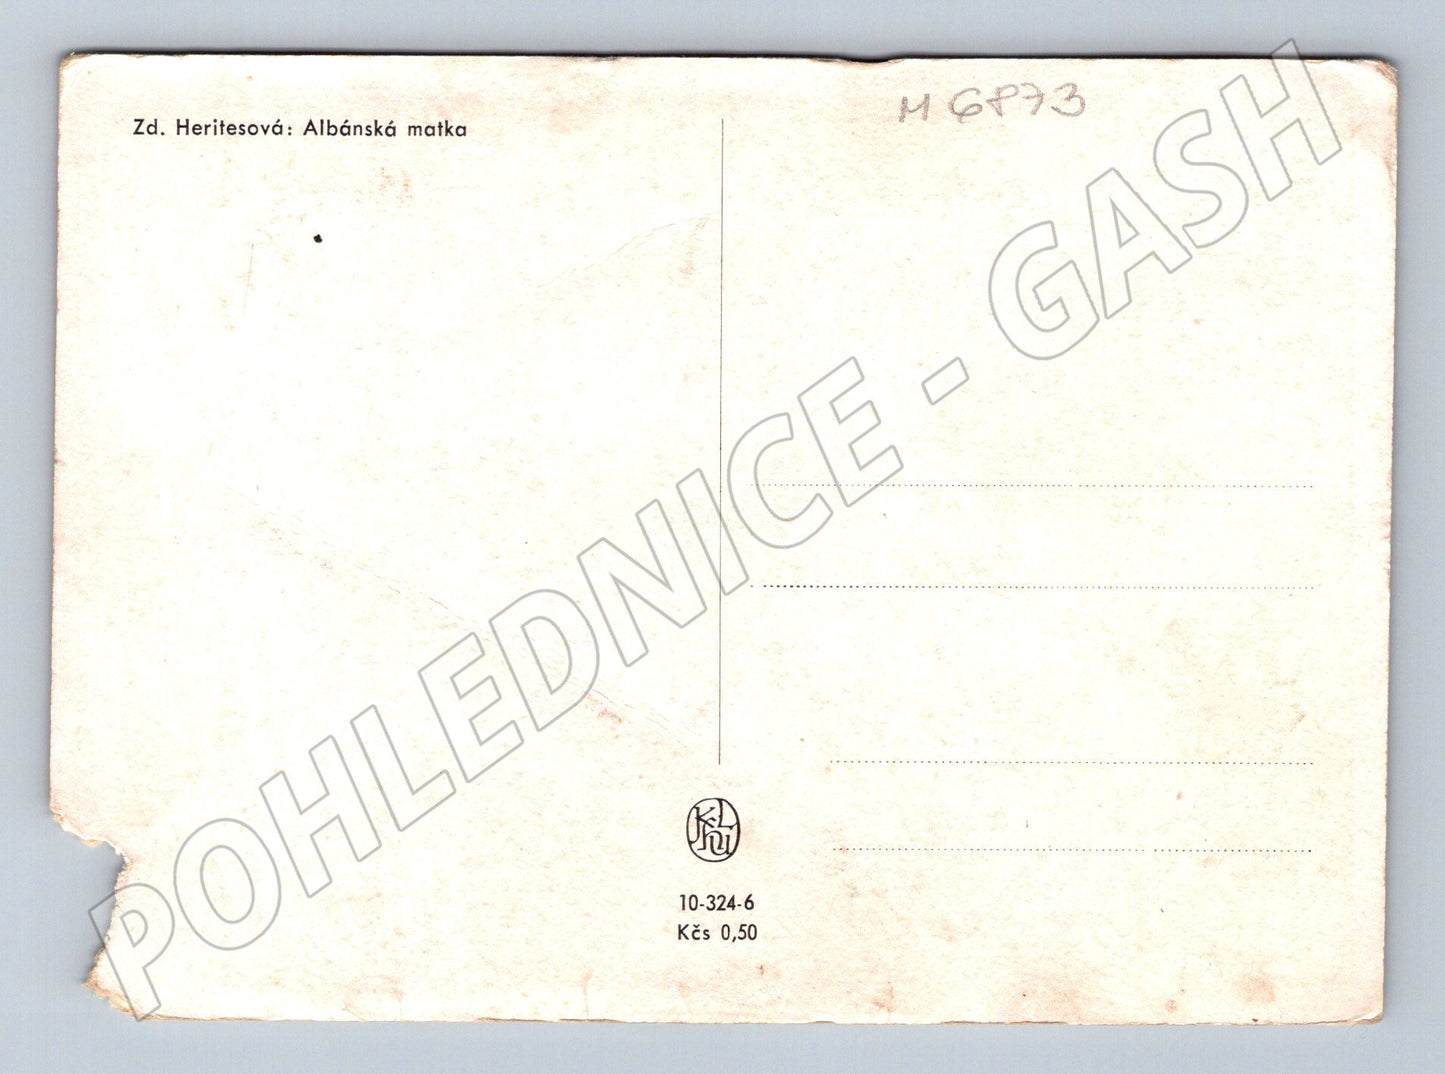 Zd. Heritesová: Albánská matka
M 6873
POHLEDNICE - GASH
10-324-6
Kčs 0,50